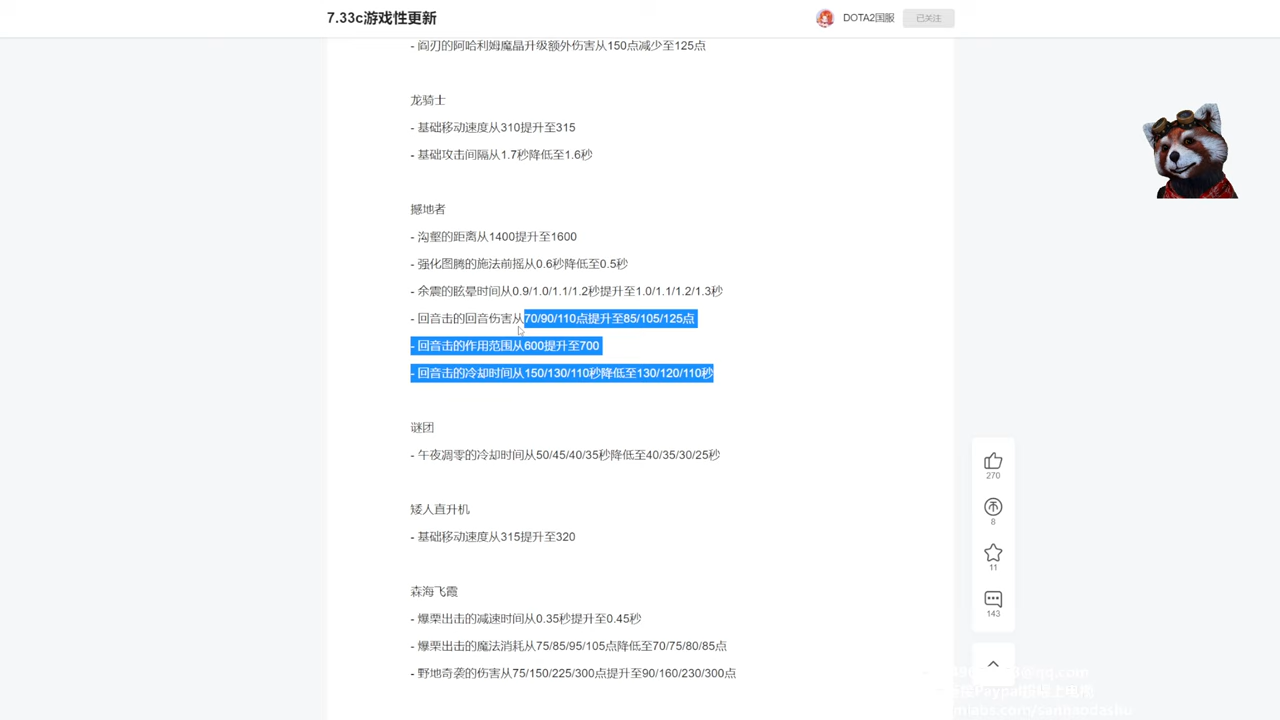 7.33c游戏性更新
DOTA2国服
已关注
- 阎刃的阿哈利姆魔晶升级额外伤害从150点减少至125点
龙骑士
- 基础移动速度从310提升至315
- 基础攻击间隔从1.7秒降低至1.6秒
撼地者
- 沟壑的距离从1400提升至1600
- 强化图腾的施法前摇从0.6秒降低至0.5秒
- 余震的眩晕时间从0.9/1.0/1.1/1.2秒提升至1.0/1.1/1.2/1.3秒
- 回音击的回音伤害从70/90/110点提升至85/105/125点
- 回音击的作用范围从600提升至700
- 回音击的冷却时间从150/130/110秒降低至130/120/110秒
谜团
- 午夜凋零的冷却时间从50/45/40/35秒降低至40/35/30/25秒
矮人直升机
- 基础移动速度从315提升至320
森海飞霞
- 爆栗出击的减速时间从0.35秒提升至0.45秒
- 爆栗出击的魔法消耗从75/85/95/105点降低至70/75/80/85点
- 野地奇袭的伤害从75/150/225/300点提升至90/160/230/300点
270
8
11
143